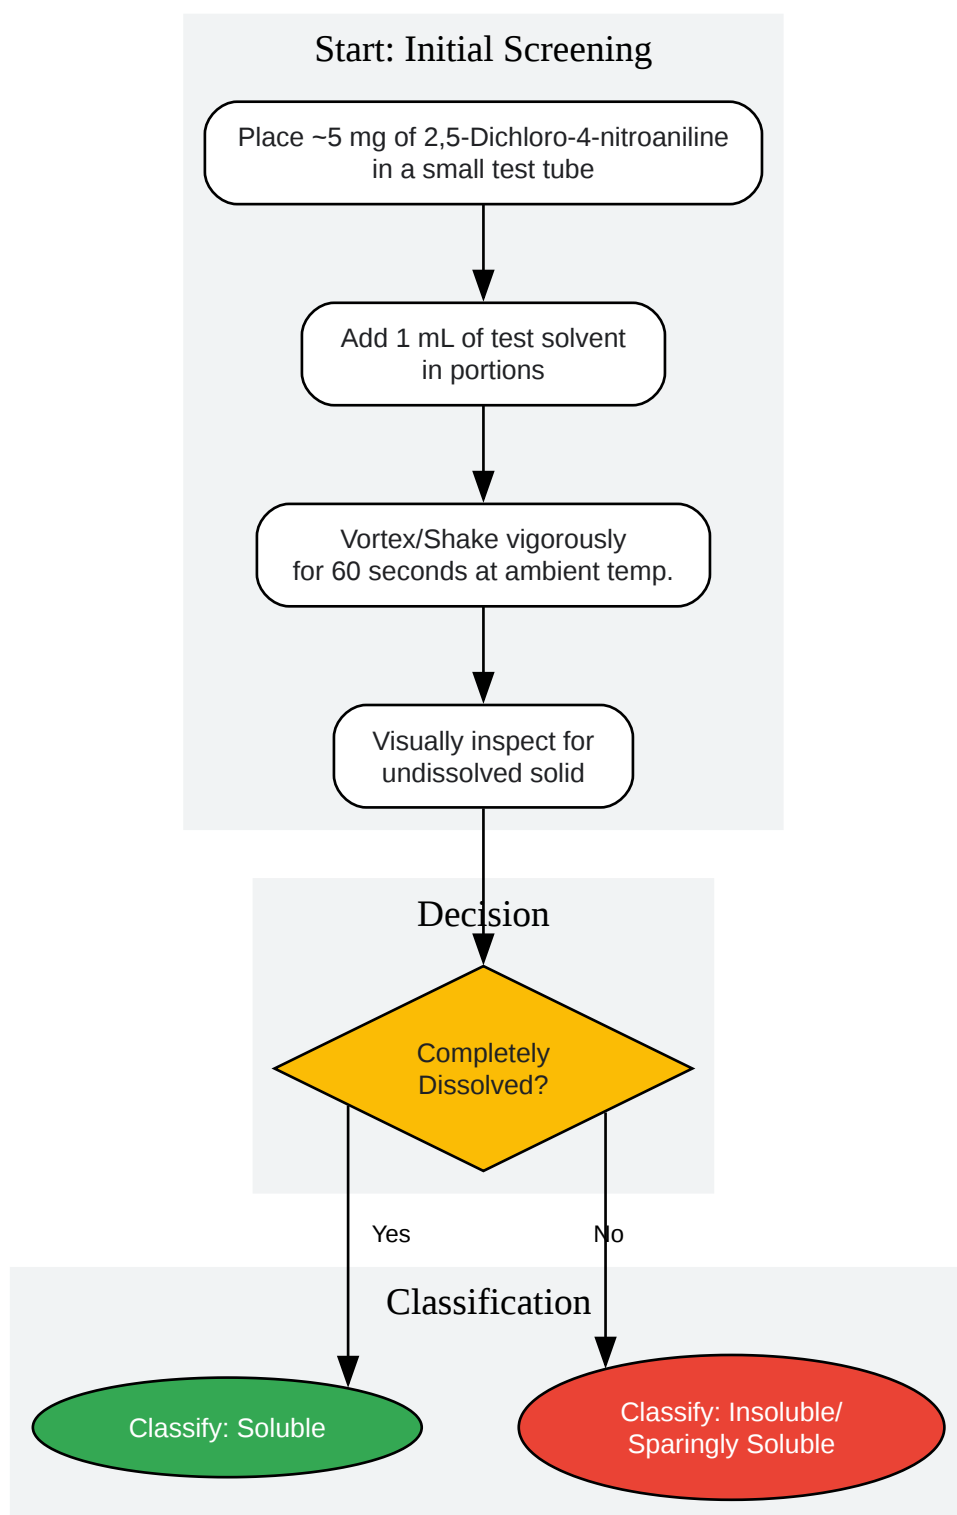 Start: Initial Screening
Place ~5 mg of 2,5-Dichloro-4-nitroaniline
in a small test tube
Add 1 mL of test solvent
in portions
Vortex/Shake vigorously
for 60 seconds at ambient temp.
Visually inspect for
undissolved solid
Decision
Completely
Dissolved?
Yes
No
Classification
Classify: Soluble
Classify: Insoluble/
Sparingly Soluble